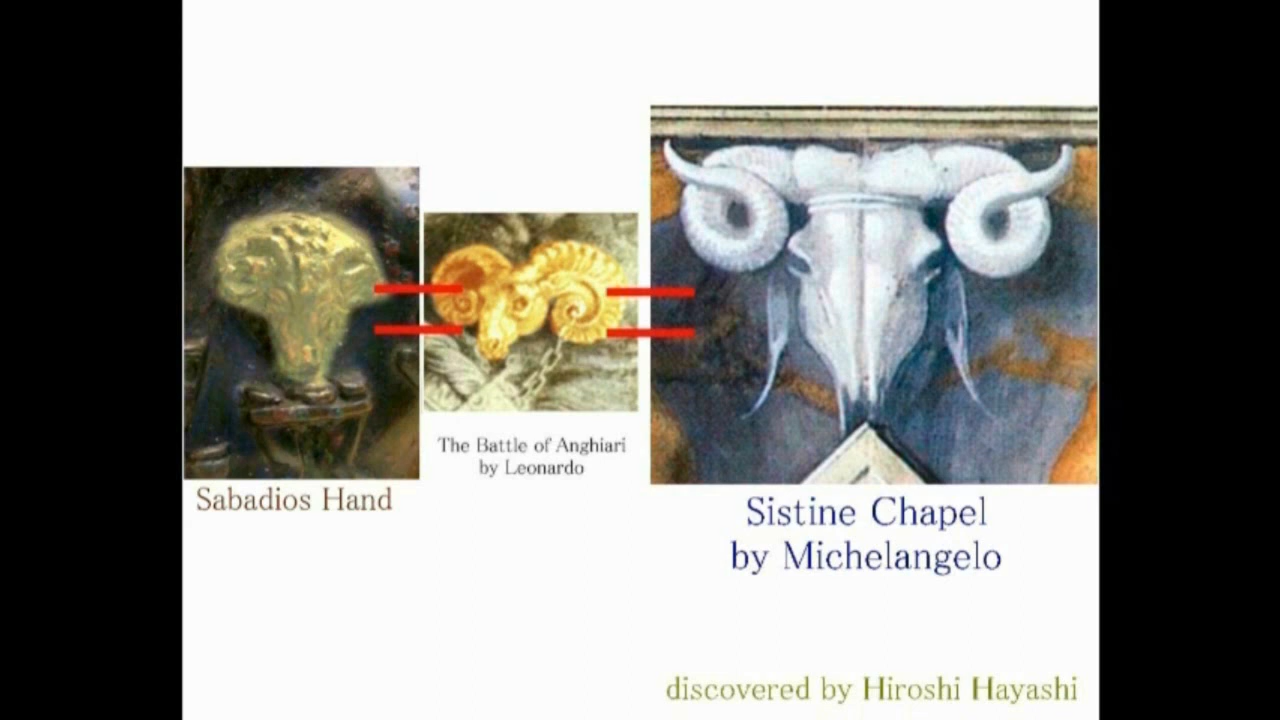 The Battle of Anghiari
by Leonardo
Sabadios Hand
Sistine Chapel
by Michelangelo
discovered by Hiroshi Hayashi